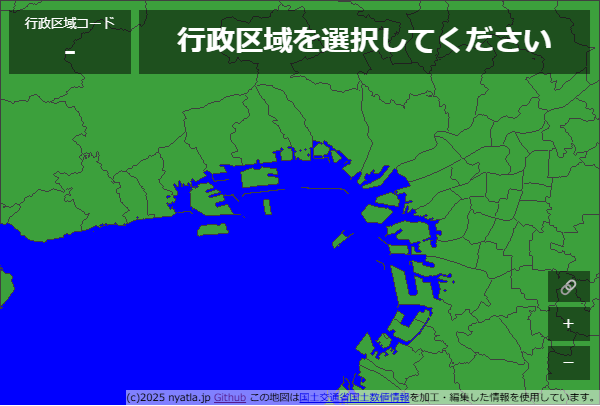 行政区域コード
-
行政区域を選択してください
+
−
(c)2025 nyatla.jp Github この地図は国土交通省国土数値情報を加工・編集した情報を使用しています。